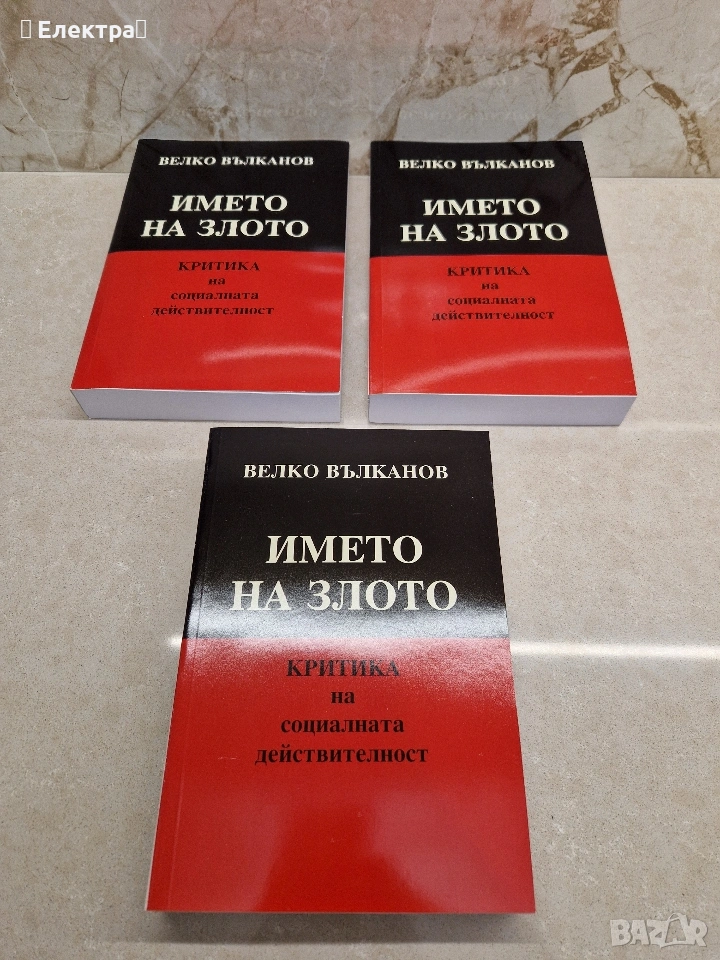 Електра
ВЕЛКО ВЪЛКАНОВ
ИМЕТО
НА ЗЛОТО
КРИТИКА
на
социалната
действителност
ВЕЛКО ВЪЛКАНОВ
ИМЕТО
НА ЗЛОТО
КРИТИКА
на
социалната
действителност
ВЕЛКО ВЪЛКАНОВ
ИМЕТО
НА ЗЛОТО
КРИТИКА
на
социалната
действителност
BAZAR